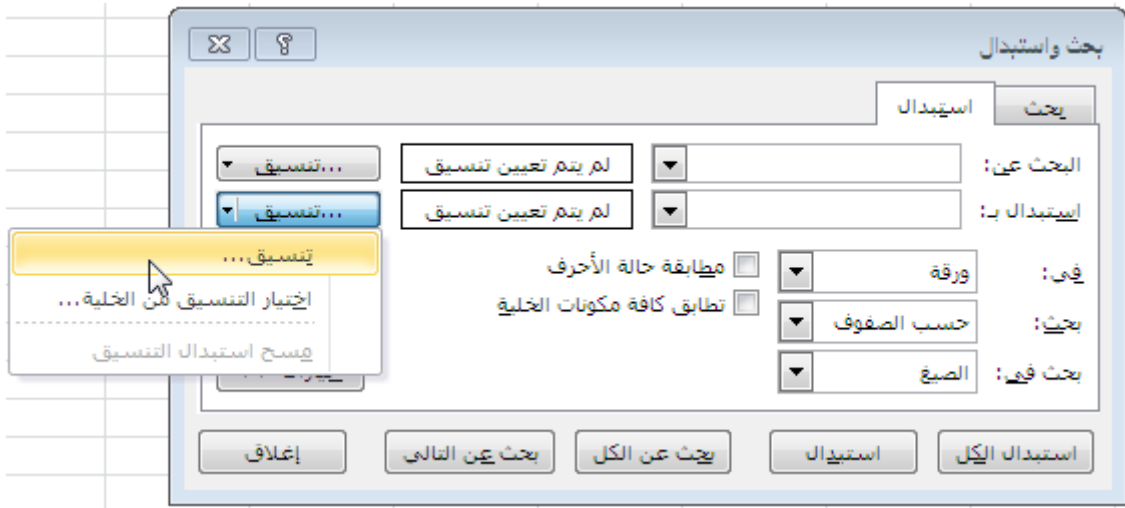 بحث واستبدال
بحث
استبدال
البحث عن:
لم يتم تعيين تنسيق
تنسيق...
استبدال بـ:
لم يتم تعيين تنسيق
تنسيق...
تنسيق...
اختيار التنسيق من الخلية...
مسح استبدال التنسيق
في:
ورقة
مطابقة حالة الأحرف
بحث:
حسب الصفوف
تطابق كافة مكونات الخلية
بحث في:
الصيغ
استبدال الكل
استبدال
بحث عن الكل
بحث عن التالي
إغلاق